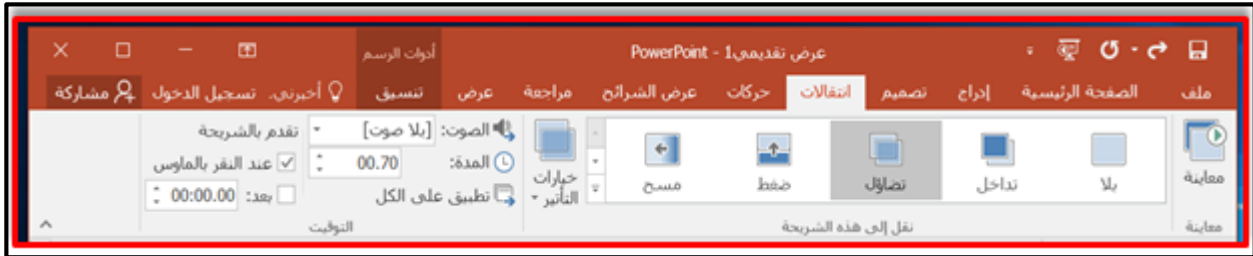 عرض تقديمي1 - PowerPoint
أدوات الرسم
ملف
الصفحة الرئيسية
إدراج
تصميم
انتقالات
حركات
عرض الشرائح
مراجعة
عرض
تنسيق
أخبرني.
تسجيل الدخول
مشاركة
معاينة
بلا
تداخل
تضاؤل
ضغط
مسح
خيارات
التأثير
الصوت: [بلا صوت]
المدة: 00.70
تطبيق على الكل
تقدم بالشريحة
عند النقر بالماوس
بعد: 00:00.00
معاينة
نقل إلى هذه الشريحة
التوقيت